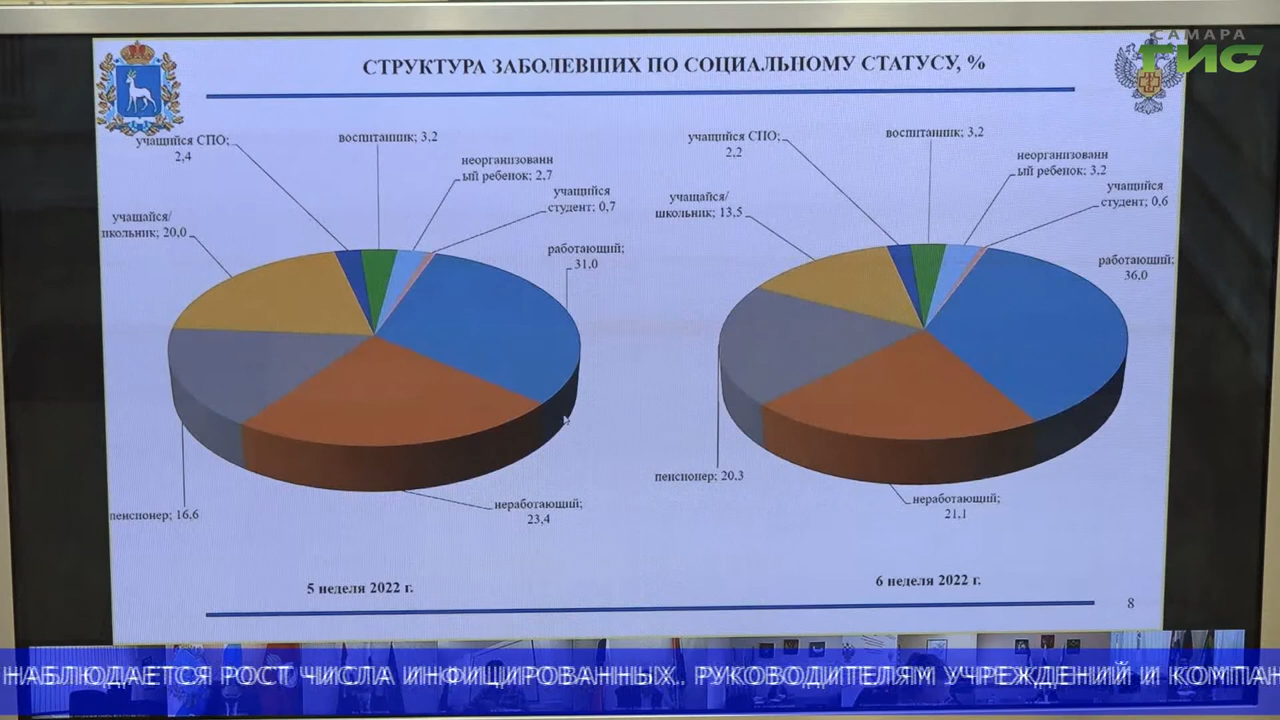 САМАРА
ГИС
СТРУКТУРА ЗАБОЛЕВШИХ ПО СОЦИАЛЬНОМУ СТАТУСУ, %
учащийся СПО;
2,4
воспитанник; 3,2
неорганизованн
ый ребенок; 2,7
учащийся
студент; 0,7
учащайся/
школьник; 20,0
работающий;
31,0
пенсионер; 16,6
неработающий;
23,4
5 неделя 2022 г.
учащийся СПО;
2,2
воспитанник; 3,2
неорганизованн
ый ребенок; 3,2
учащийся
студент; 0,6
учащайся/
школьник; 13,5
работающий;
36,0
пенсионер; 20,3
неработающий;
21,1
6 неделя 2022 г.
8
НАБЛЮДАЕТСЯ РОСТ ЧИСЛА ИНФИЦИРОВАННЫХ. РУКОВОДИТЕЛЯМ УЧРЕЖДЕНИЙ И КОМПАН